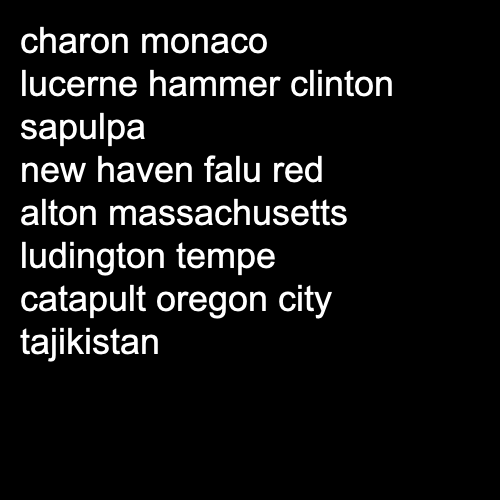 charon monaco
lucerne hammer clinton
sapulpa
new haven falu red
alton massachusetts
ludington tempe
catapult oregon city
tajikistan